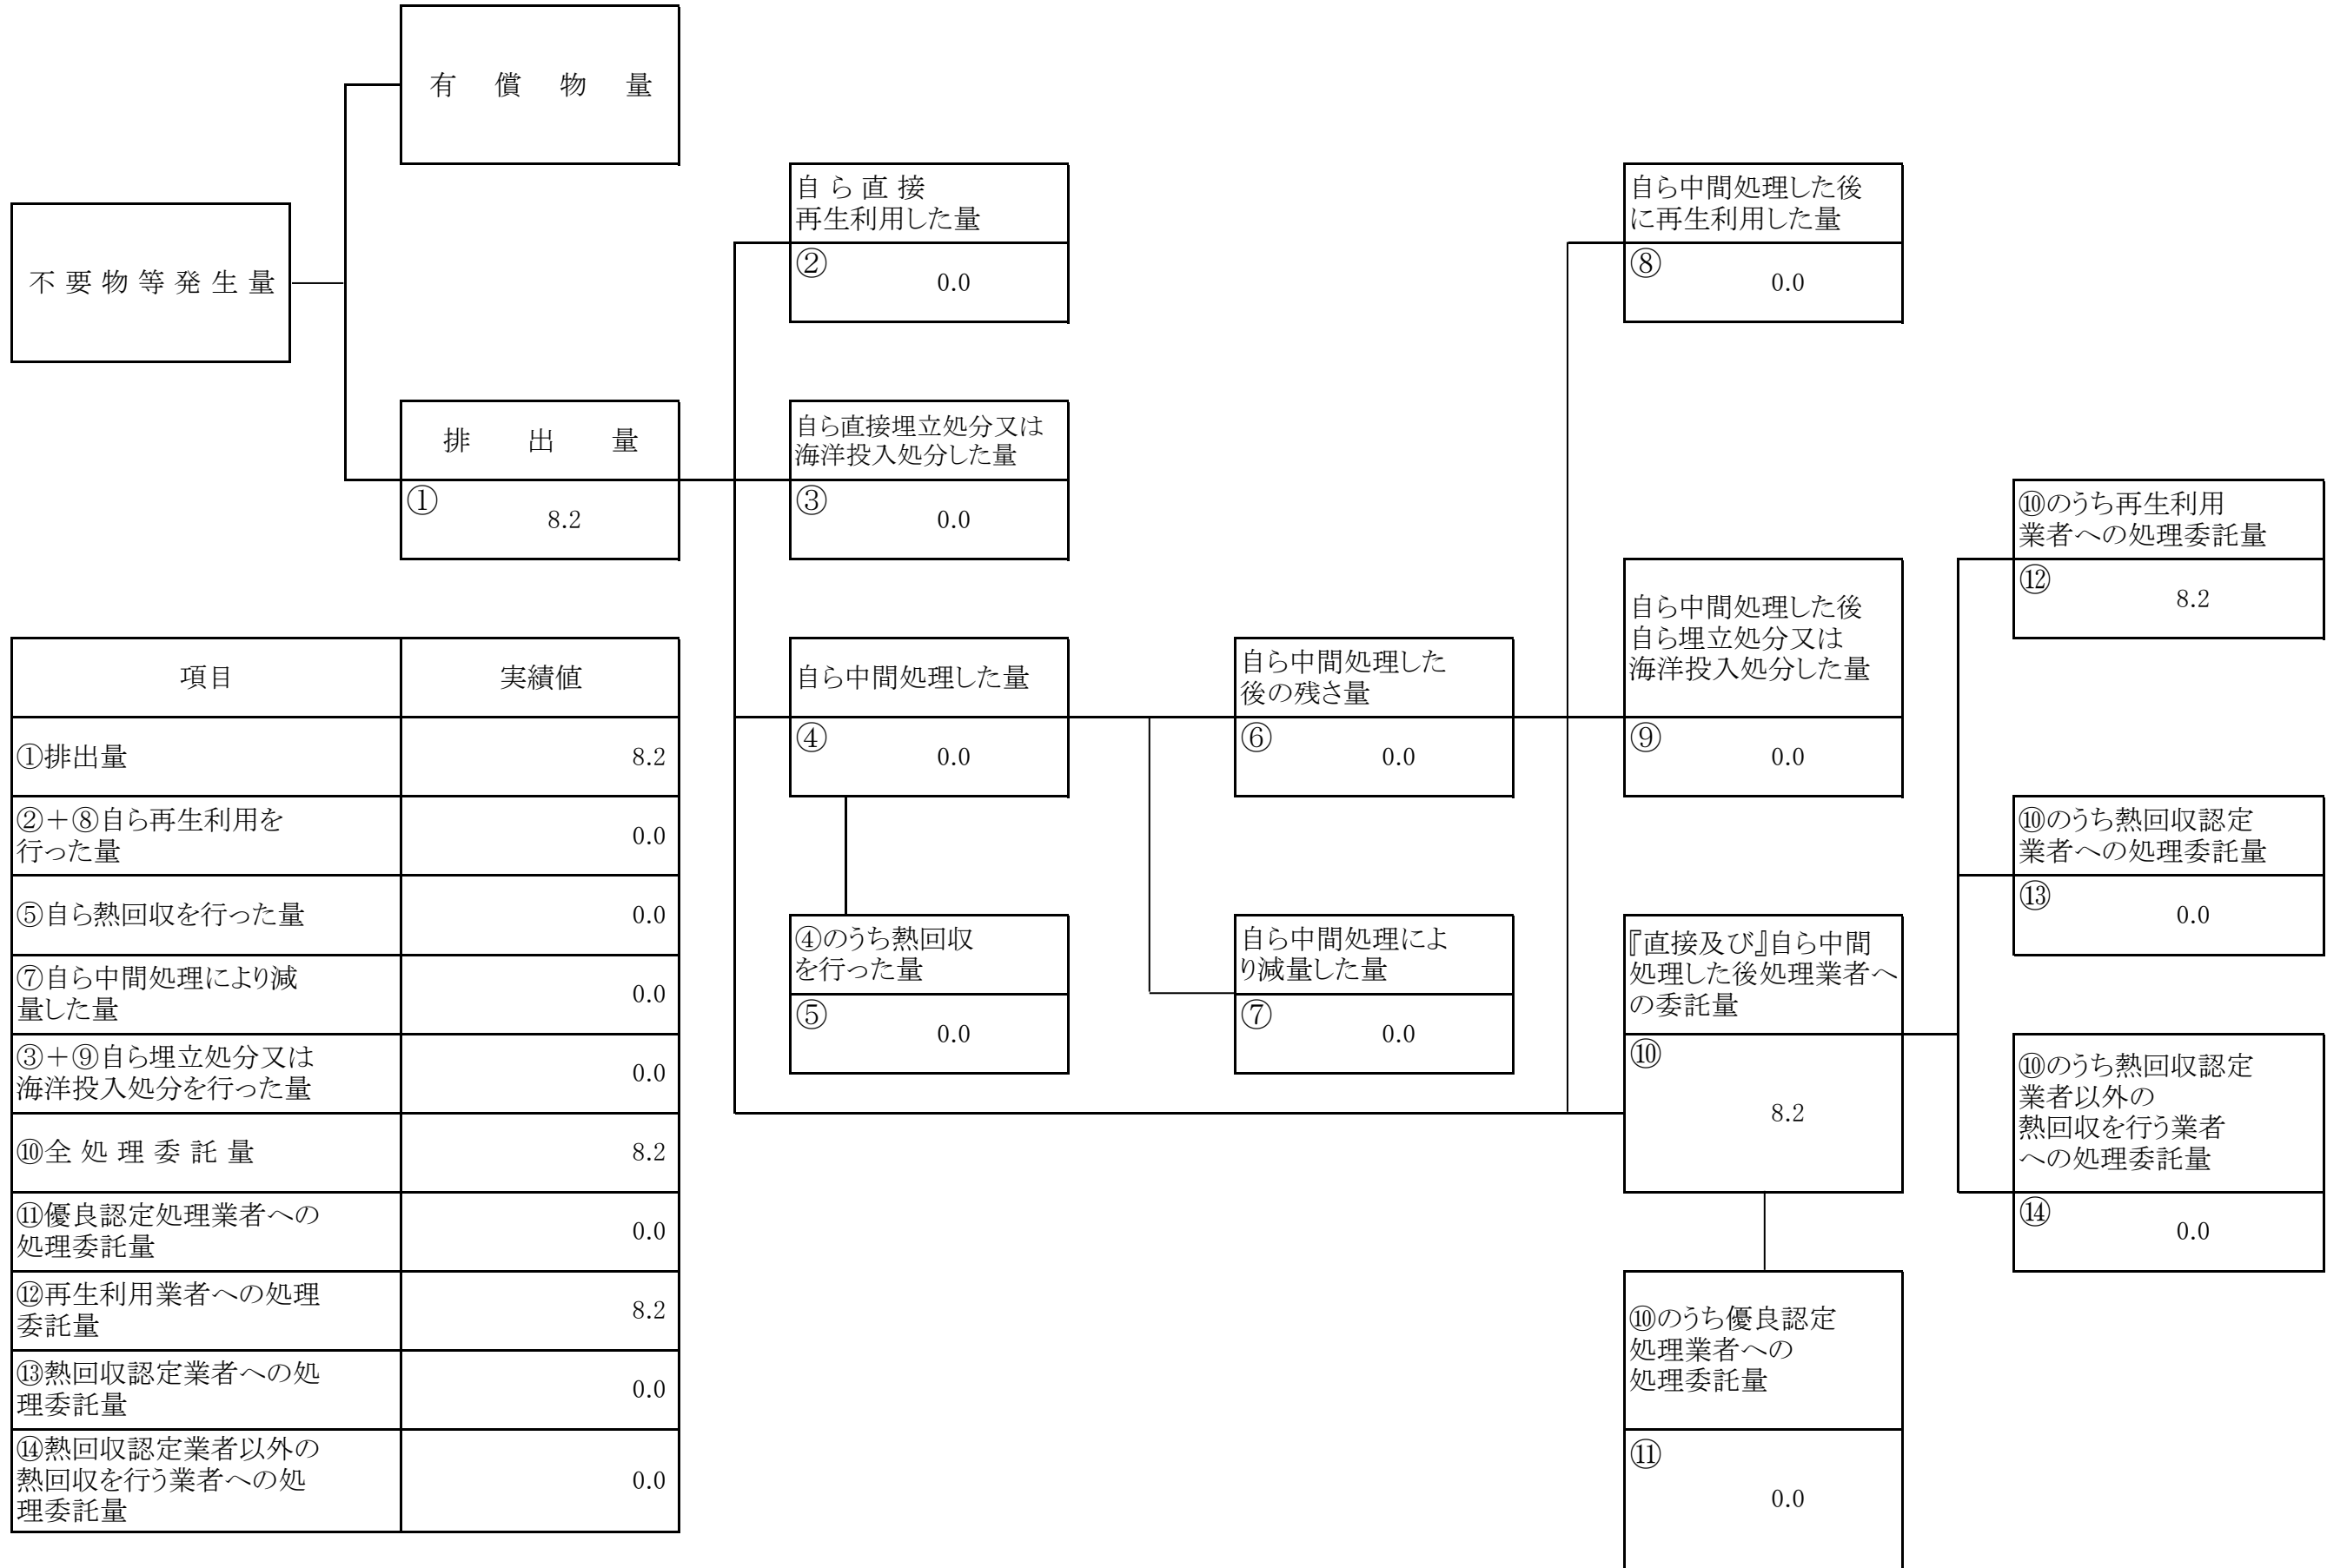 有償物量
不要物等発生量
排出量
①
8.2
自ら直接
再生利用した量
②
0.0
自ら直接埋立処分又は
海洋投入処分した量
③
0.0
自ら中間処理した量
④
0.0
④のうち熱回収
を行った量
⑤
0.0
自ら中間処理した
後の残さ量
⑥
0.0
自ら中間処理によ
り減量した量
⑦
0.0
自ら中間処理した後
に再生利用した量
⑧
0.0
自ら中間処理した後
自ら埋立処分又は
海洋投入処分した量
⑨
0.0
『直接及び』自ら中間
処理した後処理業者へ
の委託量
⑩
8.2
⑩のうち優良認定
処理業者への
処理委託量
⑪
0.0
⑩のうち再生利用
業者への処理委託量
⑫
8.2
⑩のうち熱回収認定
業者への処理委託量
⑬
0.0
⑩のうち熱回収認定
業者以外の
熱回収を行う業者
への処理委託量
⑭
0.0
項目 実績値
①排出量 8.2
②+⑧自ら再生利用を
行った量 0.0
⑤自ら熱回収を行った量 0.0
⑦自ら中間処理により減
量した量 0.0
③+⑨自ら埋立処分又は
海洋投入処分を行った量 0.0
⑩全処理委託量 8.2
⑪優良認定処理業者への
処理委託量 0.0
⑫再生利用業者への処理
委託量 8.2
⑬熱回収認定業者への処
理委託量 0.0
⑭熱回収認定業者以外の
熱回収を行う業者への処
理委託量 0.0